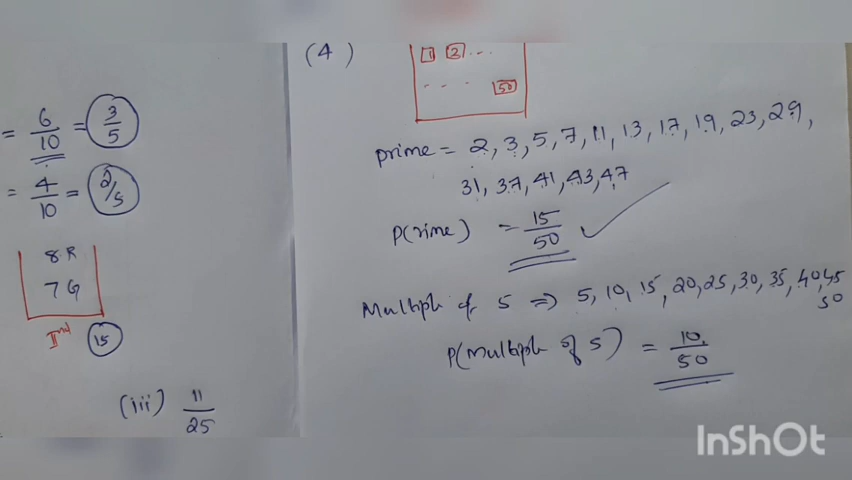 = 6/10 = 3/5
= 4/10 = 2/5
8R
7G
IInd 15
(iii) 11/25
(4)
1 2 ...
50
prime = 2, 3, 5, 7, 11, 13, 17, 19, 23, 29,
31, 37, 41, 43, 47
P(rime) = 15/50
Multiple of 5 => 5, 10, 15, 20, 25, 30, 35, 40, 45
50
P(multiple of 5) = 10/50
InShOt